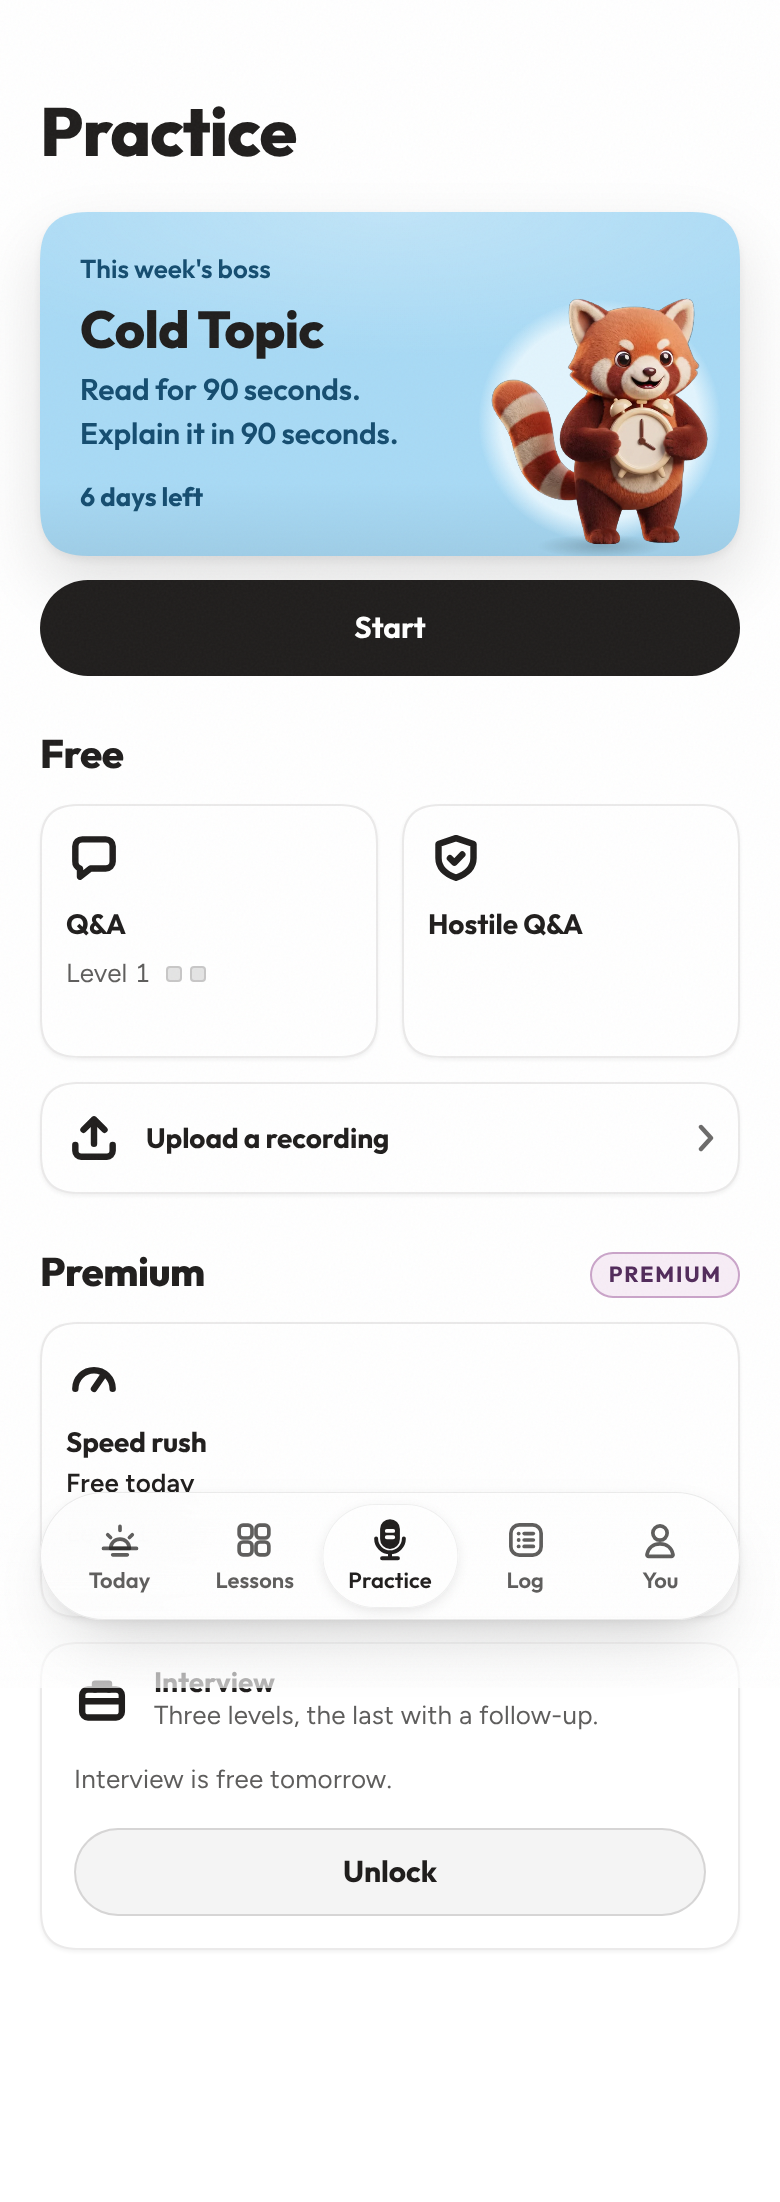 Practice
This week's boss
Cold Topic
Read for 90 seconds.
Explain it in 90 seconds.
6 days left
Start
Free
Q&A
Level 1
Hostile Q&A
Upload a recording
Premium
PREMIUM
Speed rush
Free today
Today
Lessons
Practice
Log
You
Interview
Three levels, the last with a follow-up.
Interview is free tomorrow.
Unlock